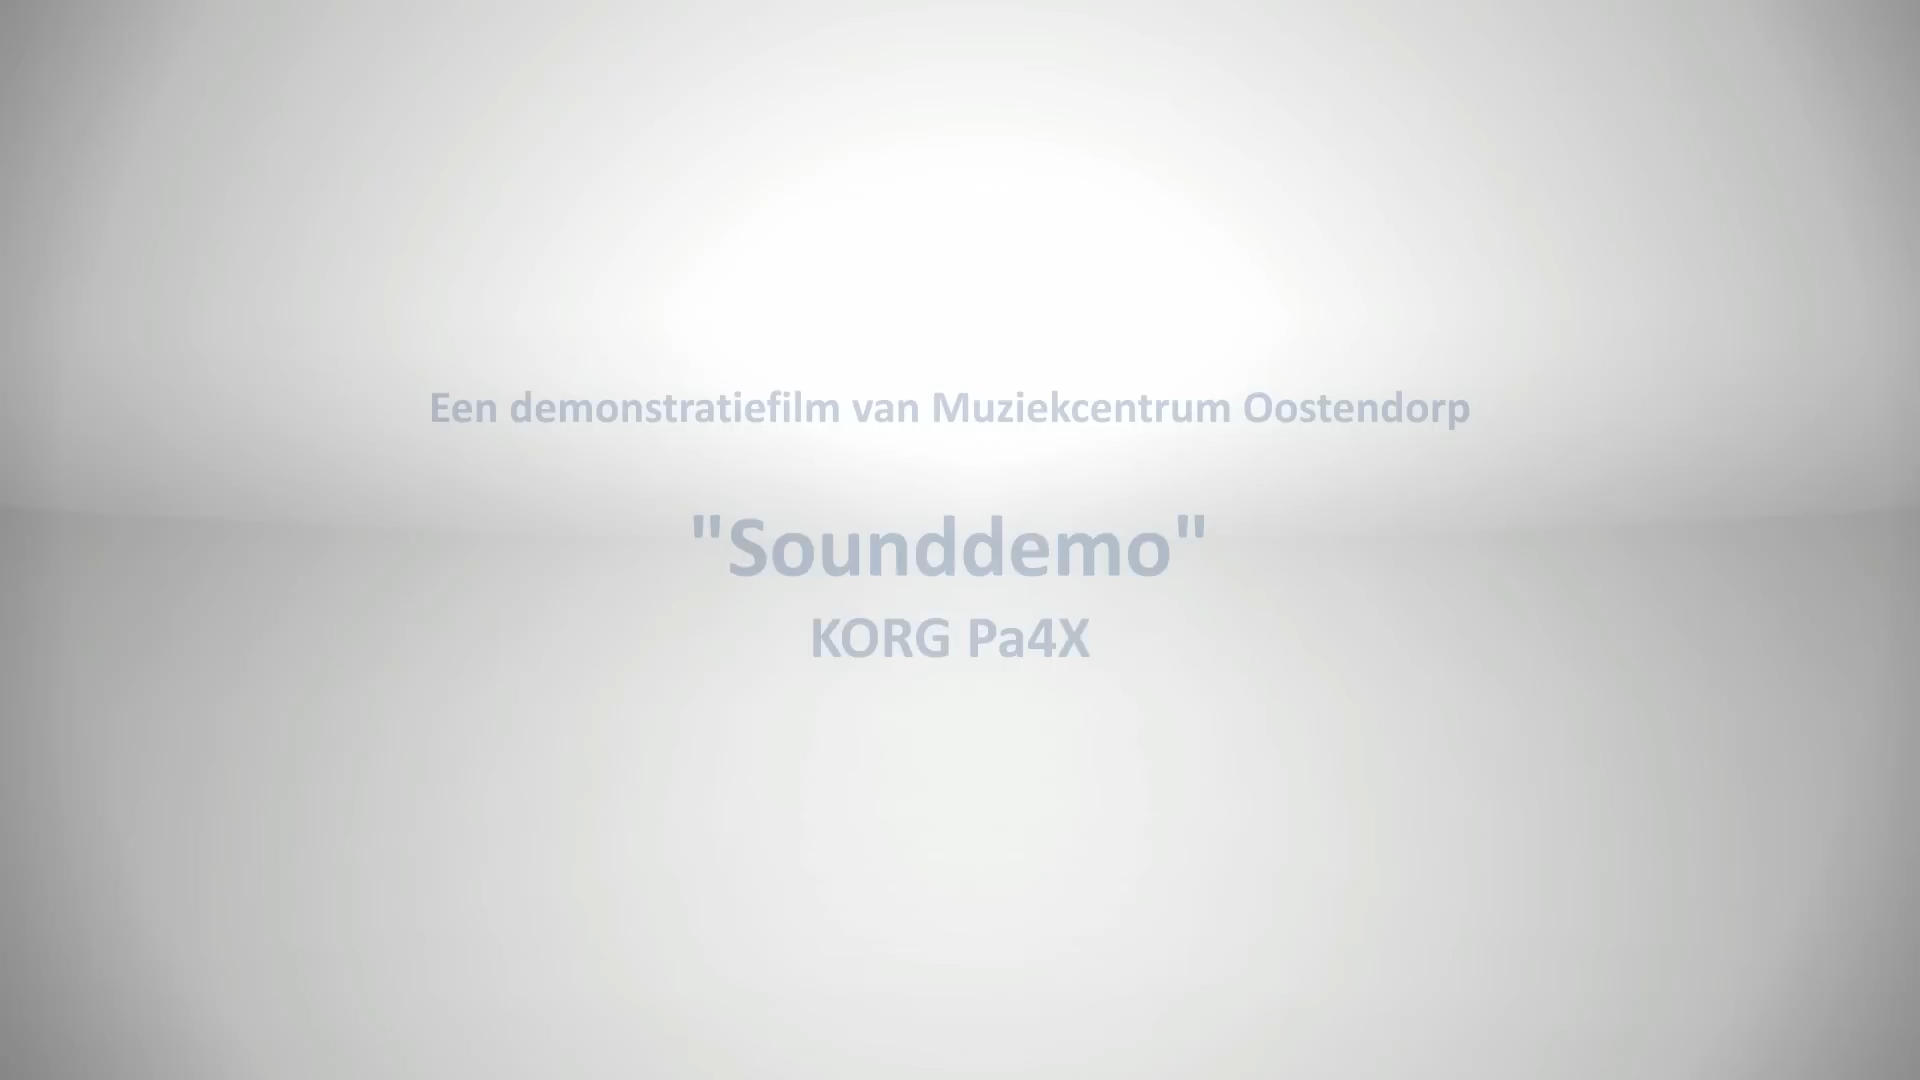 Een demonstratiefilm van Muziekcentrum Oostendorp
"Sounddemo"
KORG Pa4X